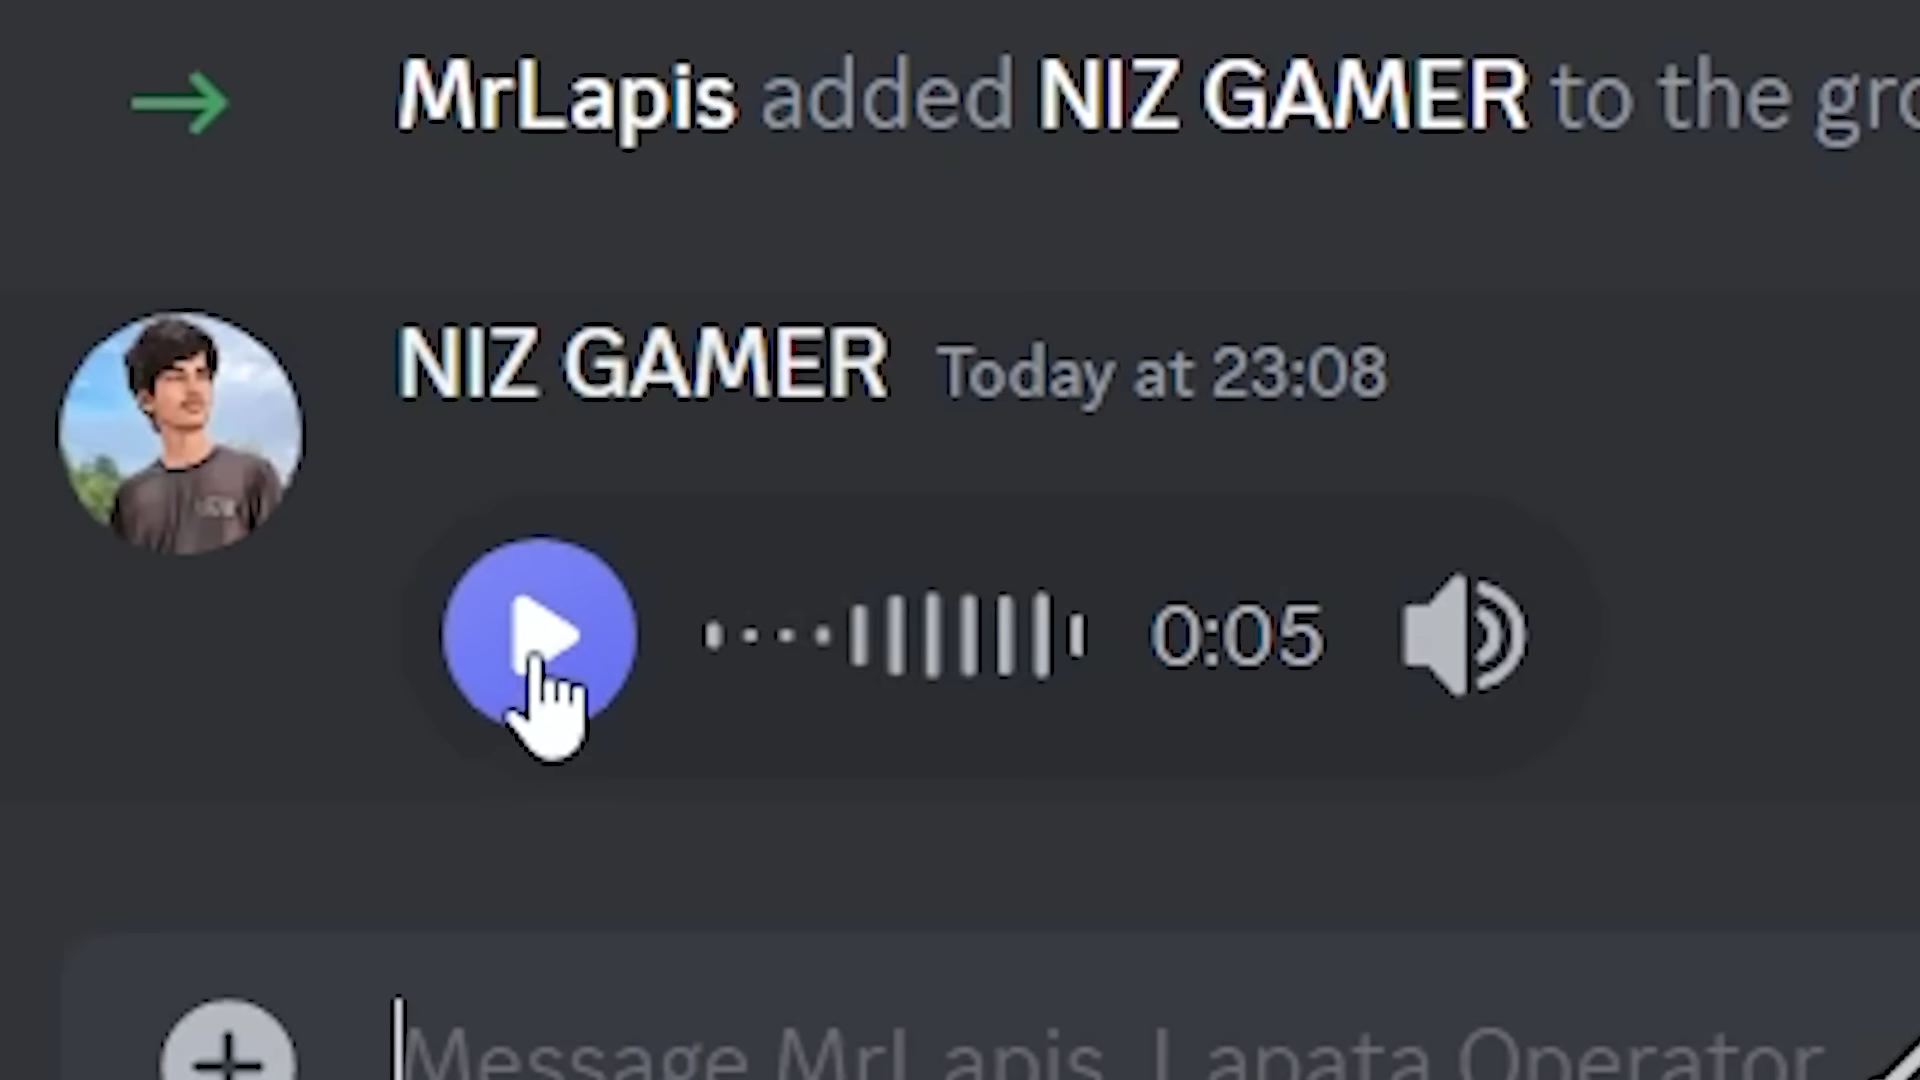 MrLapis added NIZ GAMER to the gro
NIZ GAMER Today at 23:08
0:05
Message MrLapis, Lapata Operator